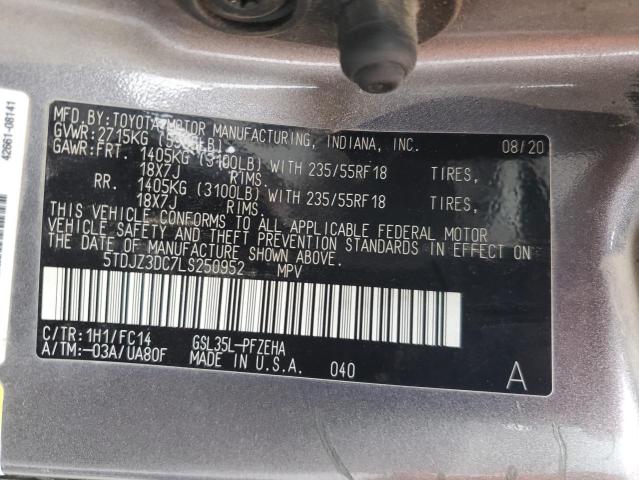 MFD. BY: TOYOTA MOTOR MANUFACTURING, INDIANA, INC. 08/20
GVWR: 2715KG
GAWR: FRT. 1405KG (3100LB) WITH 235/55RF18 TIRES,
18X7J RIMS.
RR. 1405KG (3100LB) WITH 235/55RF18 TIRES,
18X7J RIMS.
THIS VEHICLE CONFORMS TO ALL APPLICABLE FEDERAL MOTOR
VEHICLE SAFETY AND THEFT PREVENTION STANDARDS IN EFFECT ON
THE DATE OF MANUFACTURE SHOWN ABOVE.
5TDJZ3DC7LS250952 MPV
C/TR: 1H1/FC14 GSL35L-PFZEHA
A/TM: -03A/UA80F MADE IN U.S.A. 040
A
42661-08141